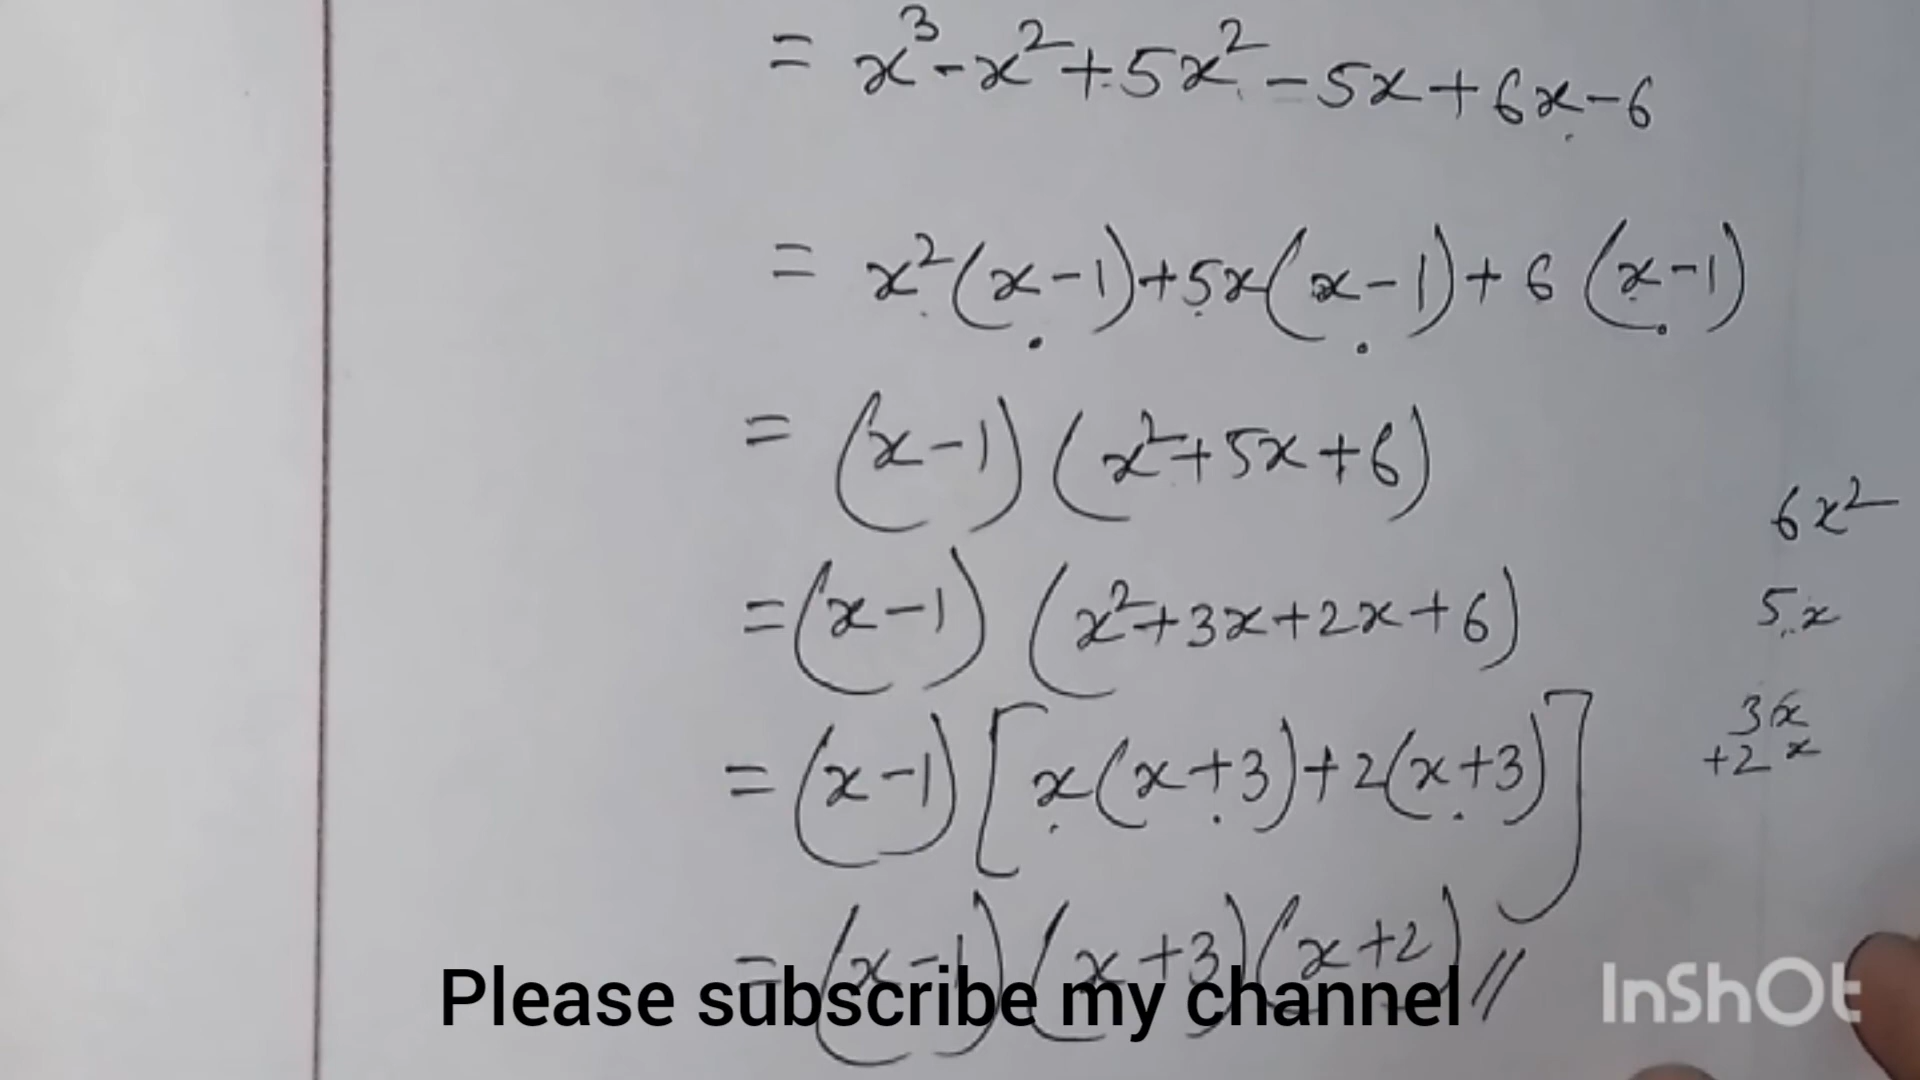 = x³-x²+5x²-5x+6x-6
= x²(x-1)+5x(x-1)+6(x-1)
= (x-1)(x²+5x+6)
6x²
= (x-1)(x²+3x+2x+6)
5x
= (x-1)[x(x+3)+2(x+3)]
3x
+2x
= (x-1)(x+3)(x+2)//
Please subscribe my channel
InShOt